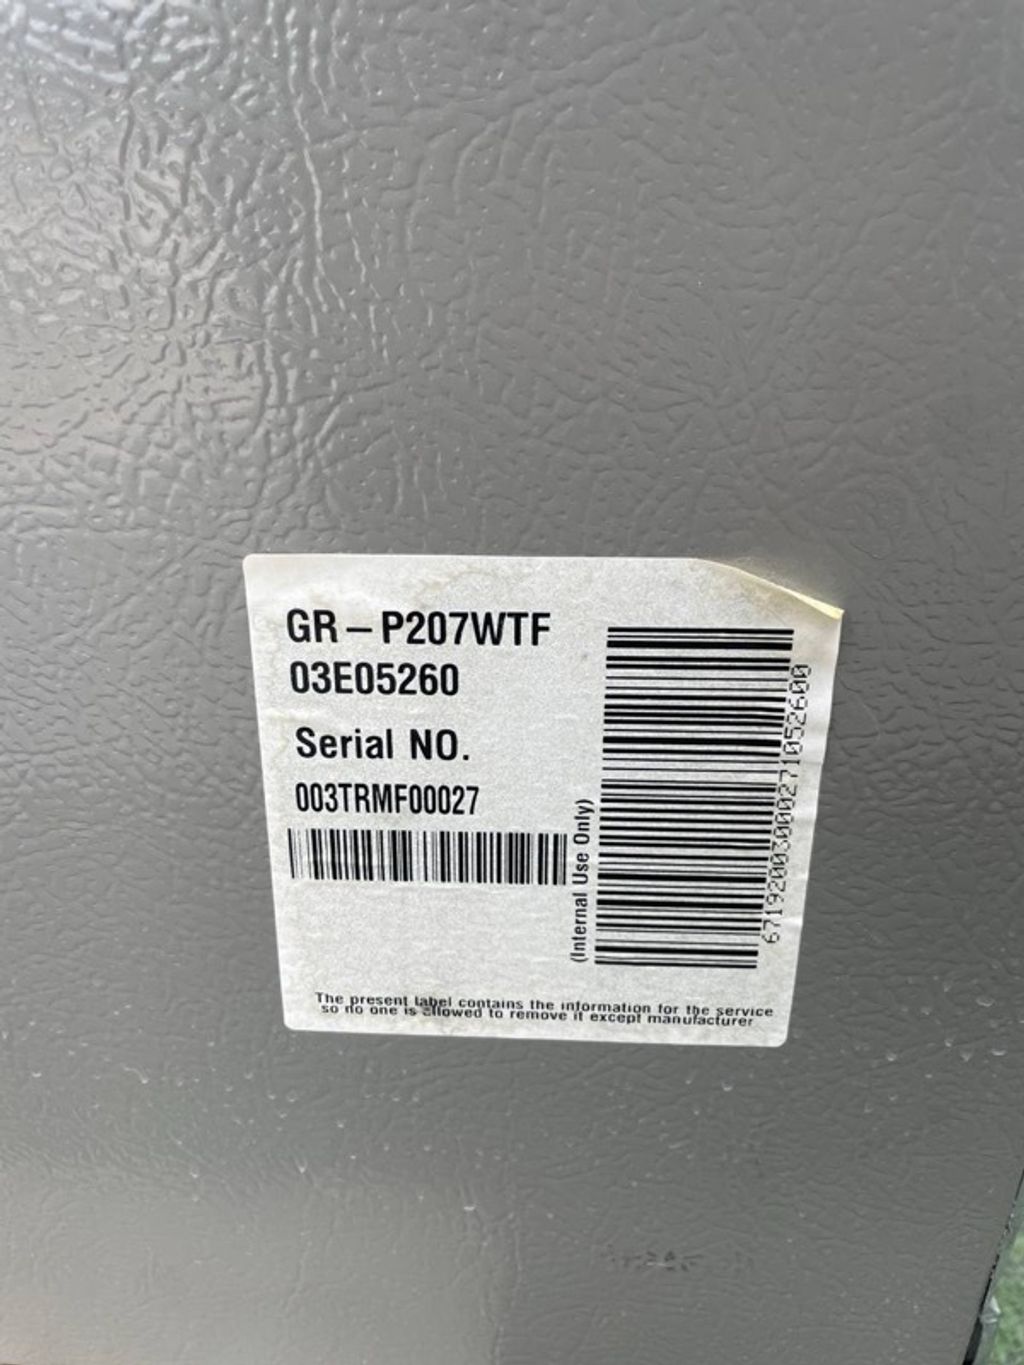 GR-P207WTF
03E05260
Serial NO.
003TRMF00027
(Internal Use Only)
67192003000271052600
The present label contains the information for the service
so no one is allowed to remove it except manufacturer